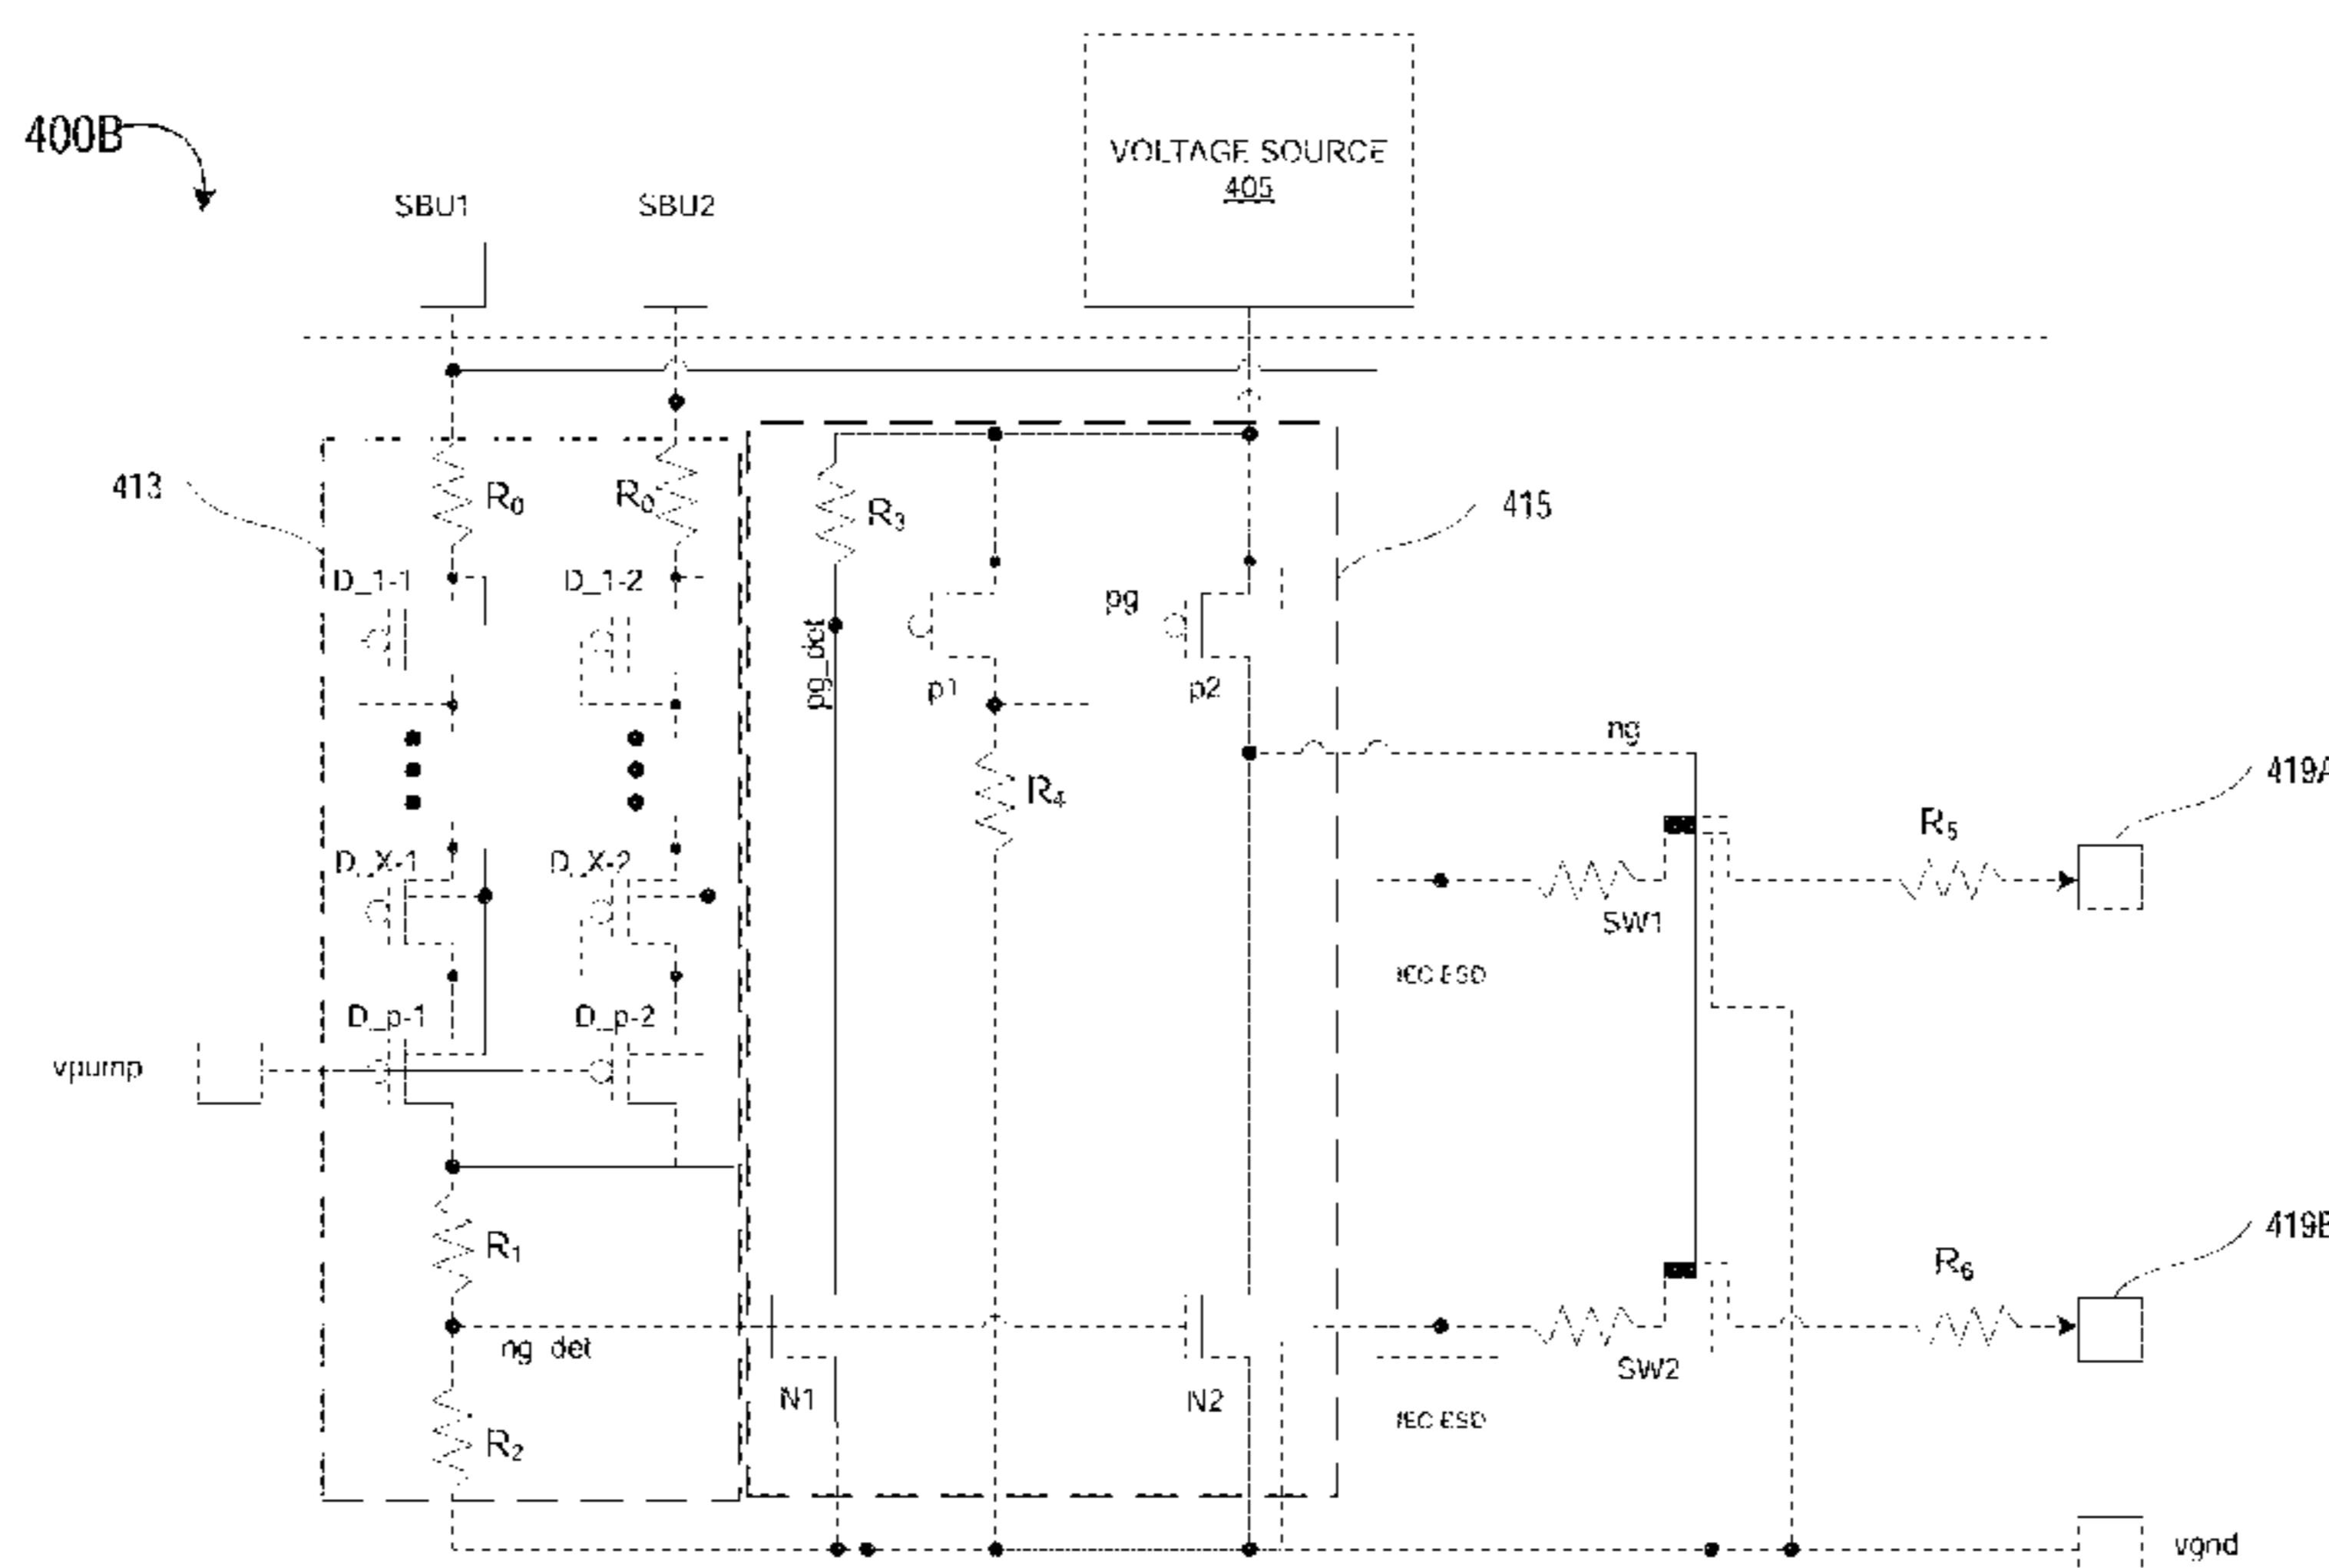 400B
VOLTAGE SOURCE
405
SBU1
SBU2
413
R0
R0
R3
415
D_1-1
D_1-2
pg_det
pg
p1
p2
ng
R4
419A
R5
D_X-1
D_X-2
SW1
IEC ESD
D_p-1
D_p-2
vpump
R1
419B
R6
ng_det
SW2
N1
N2
IEC ESD
R2
vgnd